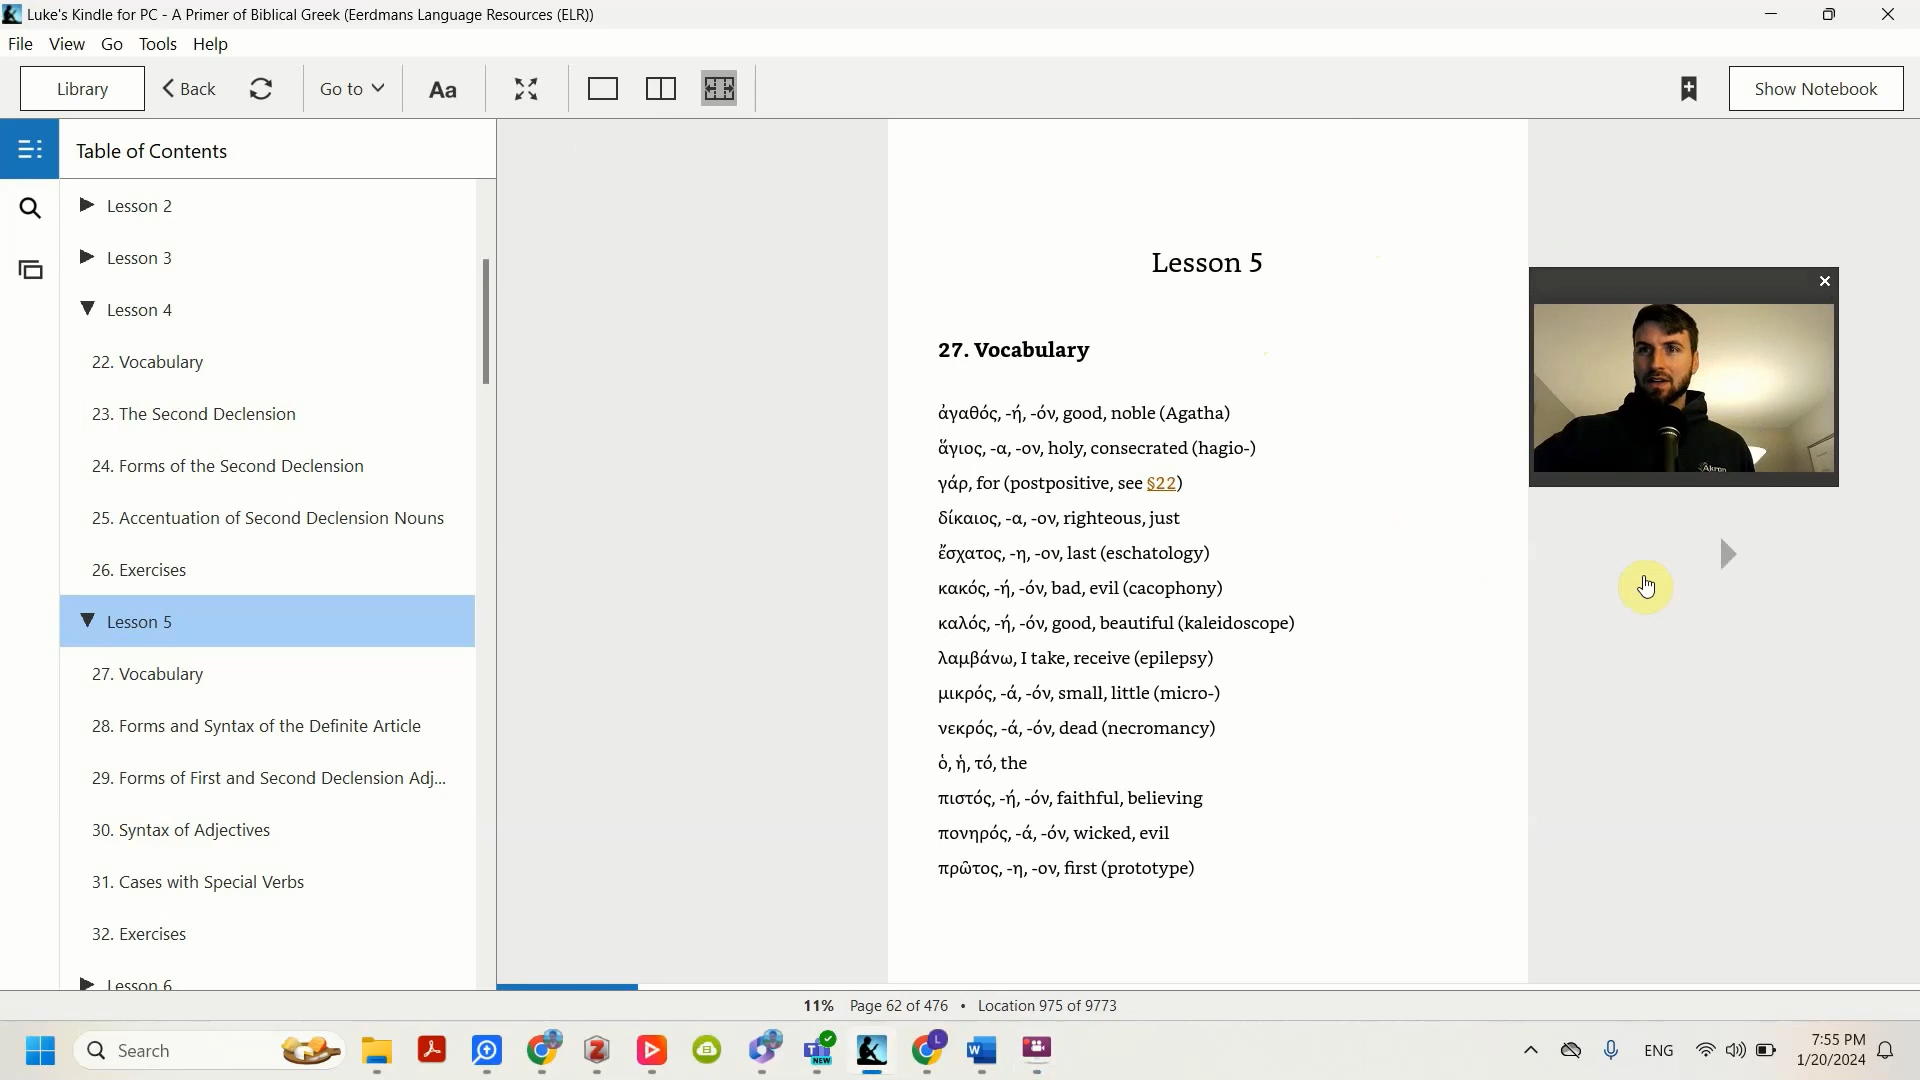 Luke's Kindle for PC - A Primer of Biblical Greek (Eerdmans Language Resources (ELR))
File View Go Tools Help
Library Back Go to Aa Show Notebook
Table of Contents
Lesson 2
Lesson 3
Lesson 4
22. Vocabulary
23. The Second Declension
24. Forms of the Second Declension
25. Accentuation of Second Declension Nouns
26. Exercises
Lesson 5
27. Vocabulary
28. Forms and Syntax of the Definite Article
29. Forms of First and Second Declension Adj...
30. Syntax of Adjectives
31. Cases with Special Verbs
32. Exercises
Lesson 6
Lesson 5
27. Vocabulary
ἀγαθός, -ή, -όν, good, noble (Agatha)
ἅγιος, -α, -ον, holy, consecrated (hagio-)
γάρ, for (postpositive, see §22)
δίκαιος, -α, -ον, righteous, just
ἔσχατος, -η, -ον, last (eschatology)
κακός, -ή, -όν, bad, evil (cacophony)
καλός, -ή, -όν, good, beautiful (kaleidoscope)
λαμβάνω, I take, receive (epilepsy)
μικρός, -ά, -όν, small, little (micro-)
νεκρός, -ά, -όν, dead (necromancy)
ὁ, ἡ, τό, the
πιστός, -ή, -όν, faithful, believing
πονηρός, -ά, -όν, wicked, evil
πρῶτος, -η, -ον, first (prototype)
Akron
11% Page 62 of 476 • Location 975 of 9773
Search
NEW
L
ENG
7:55 PM
1/20/2024